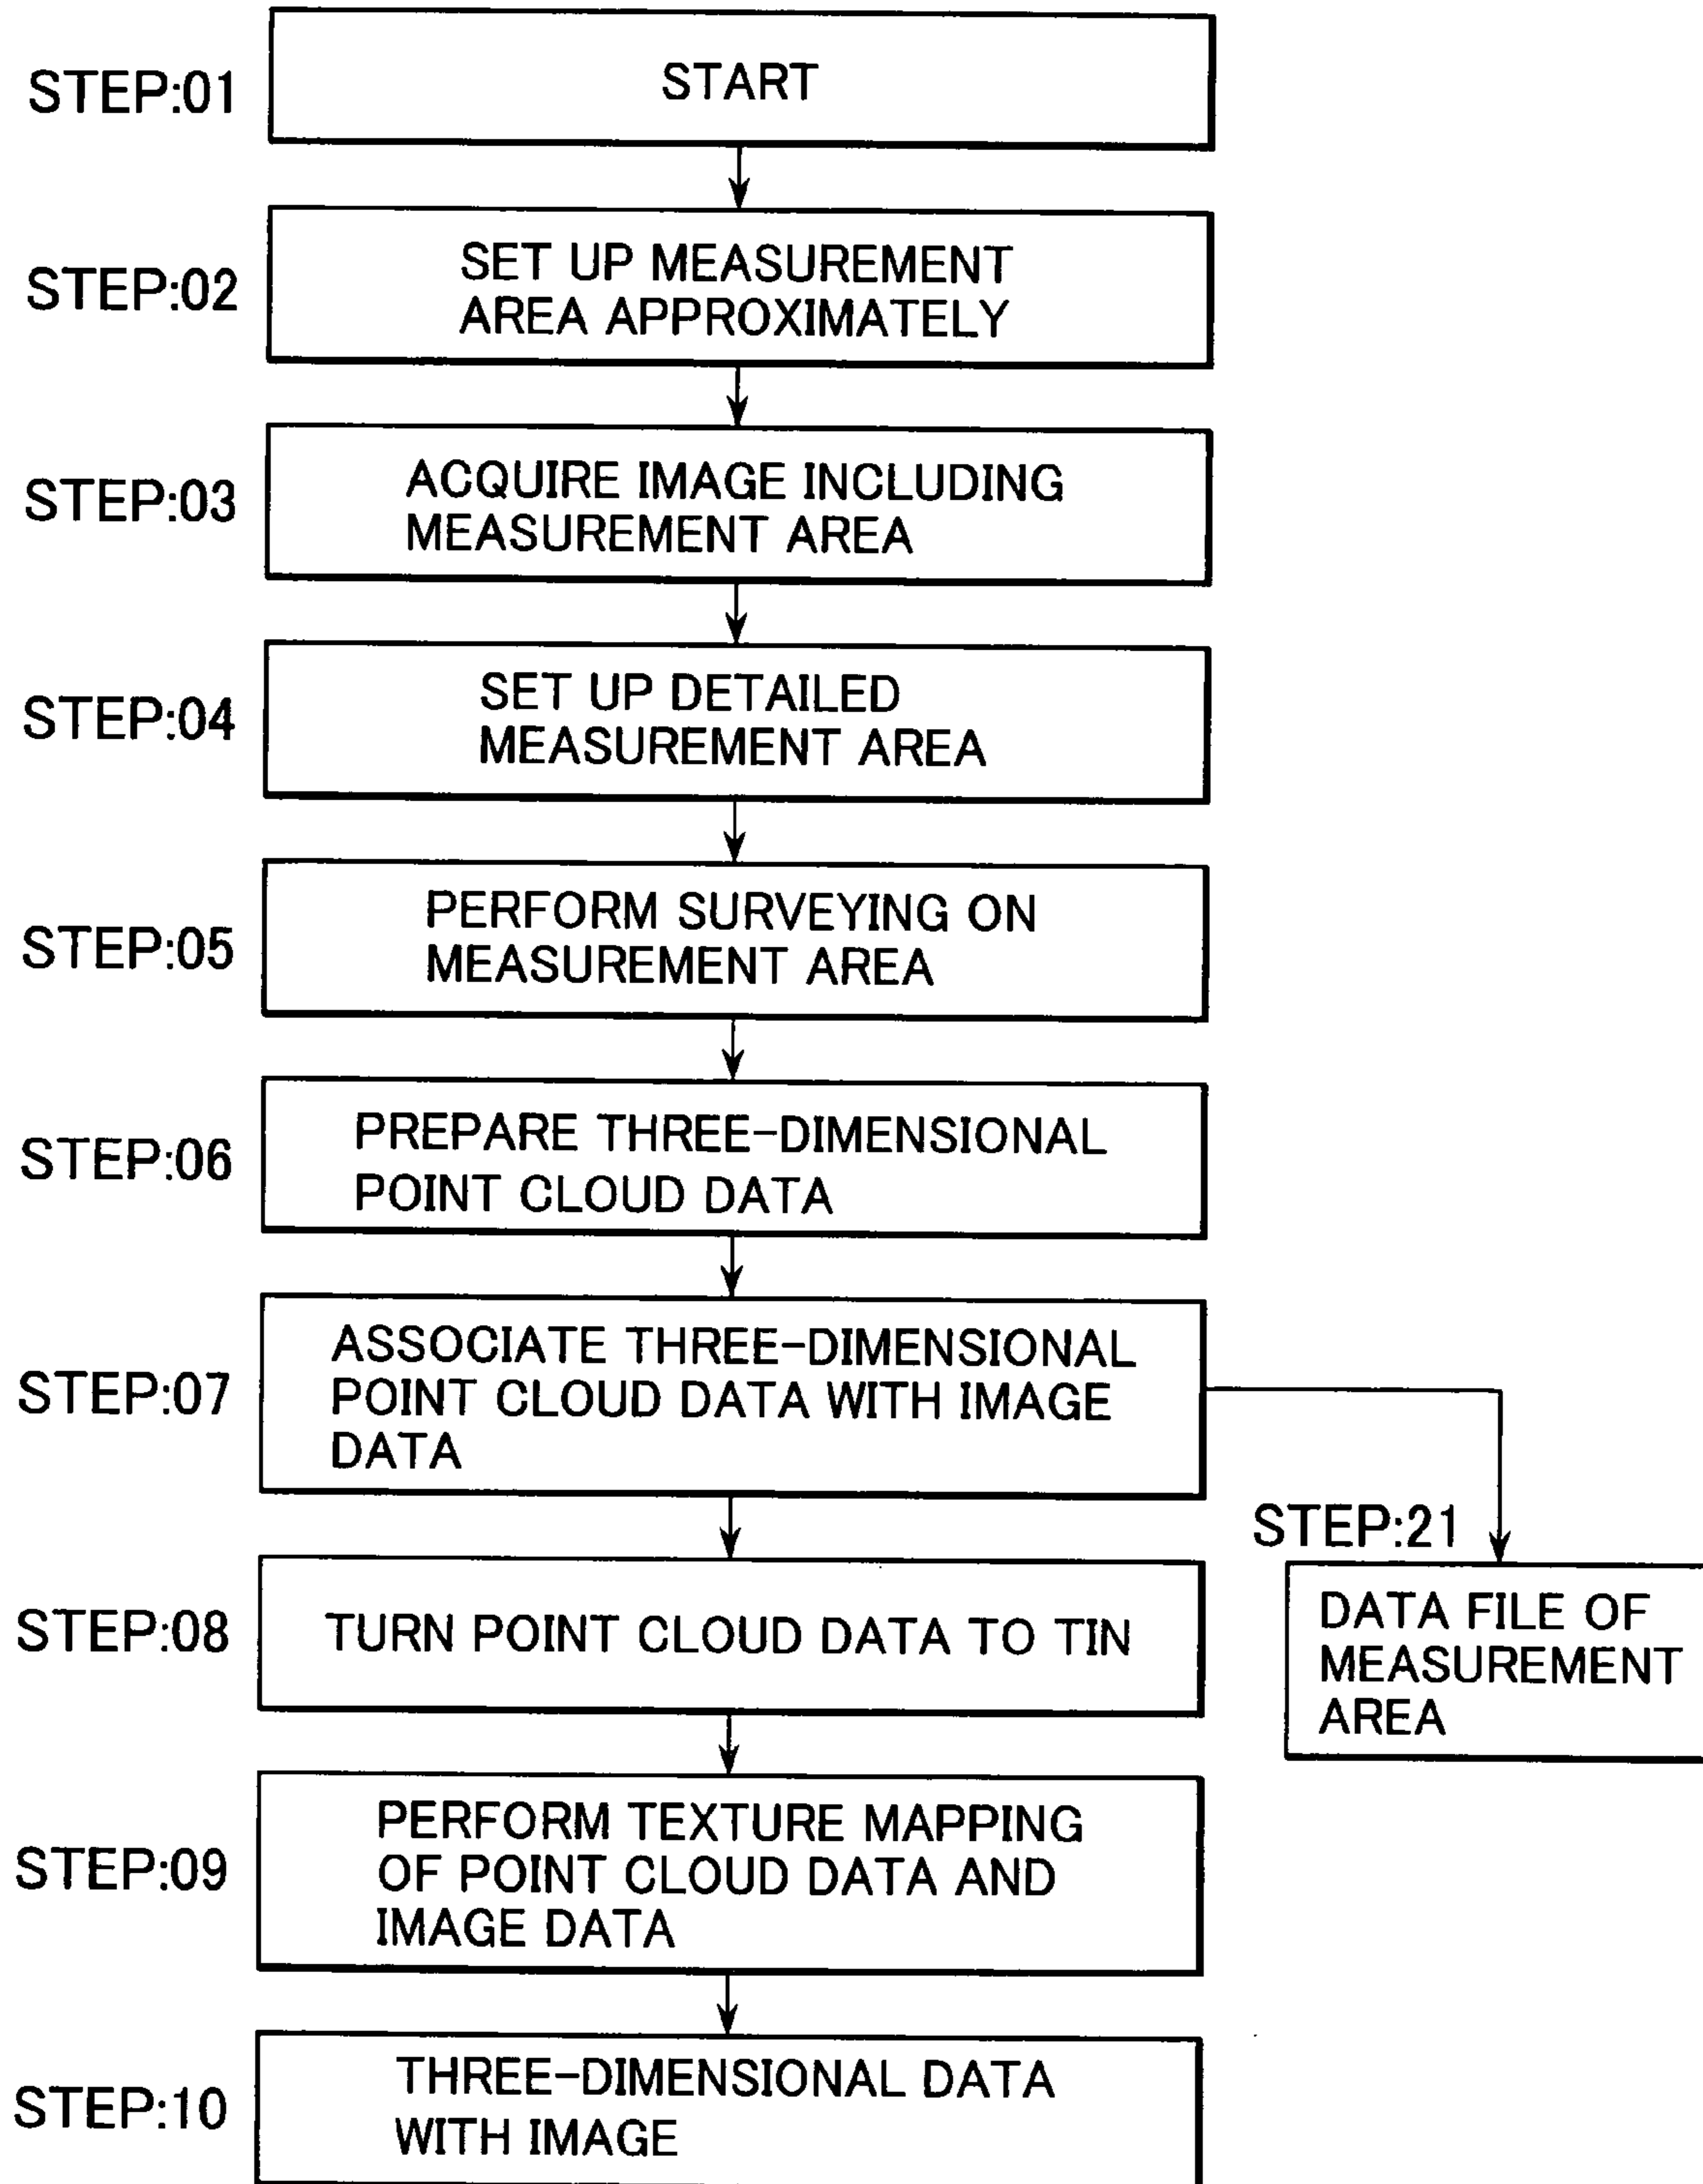 STEP:01
START
STEP:02
SET UP MEASUREMENT
AREA APPROXIMATELY
STEP:03
ACQUIRE IMAGE INCLUDING
MEASUREMENT AREA
STEP:04
SET UP DETAILED
MEASUREMENT AREA
STEP:05
PERFORM SURVEYING ON
MEASUREMENT AREA
STEP:06
PREPARE THREE-DIMENSIONAL
POINT CLOUD DATA
STEP:07
ASSOCIATE THREE-DIMENSIONAL
POINT CLOUD DATA WITH IMAGE
DATA
STEP:21
DATA FILE OF
MEASUREMENT
AREA
STEP:08
TURN POINT CLOUD DATA TO TIN
STEP:09
PERFORM TEXTURE MAPPING
OF POINT CLOUD DATA AND
IMAGE DATA
STEP:10
THREE-DIMENSIONAL DATA
WITH IMAGE